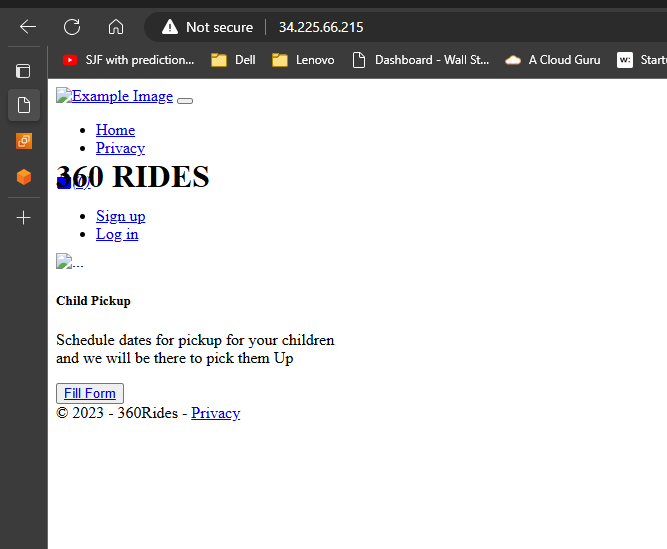 Not secure 34.225.66.215
SJF with prediction... Dell Lenovo Dashboard - Wall St... A Cloud Guru w: Start
Example Image
Home
Privacy
360 RIDES
Sign up
Log in
...
Child Pickup
Schedule dates for pickup for your children
and we will be there to pick them Up
Fill Form
© 2023 - 360Rides - Privacy